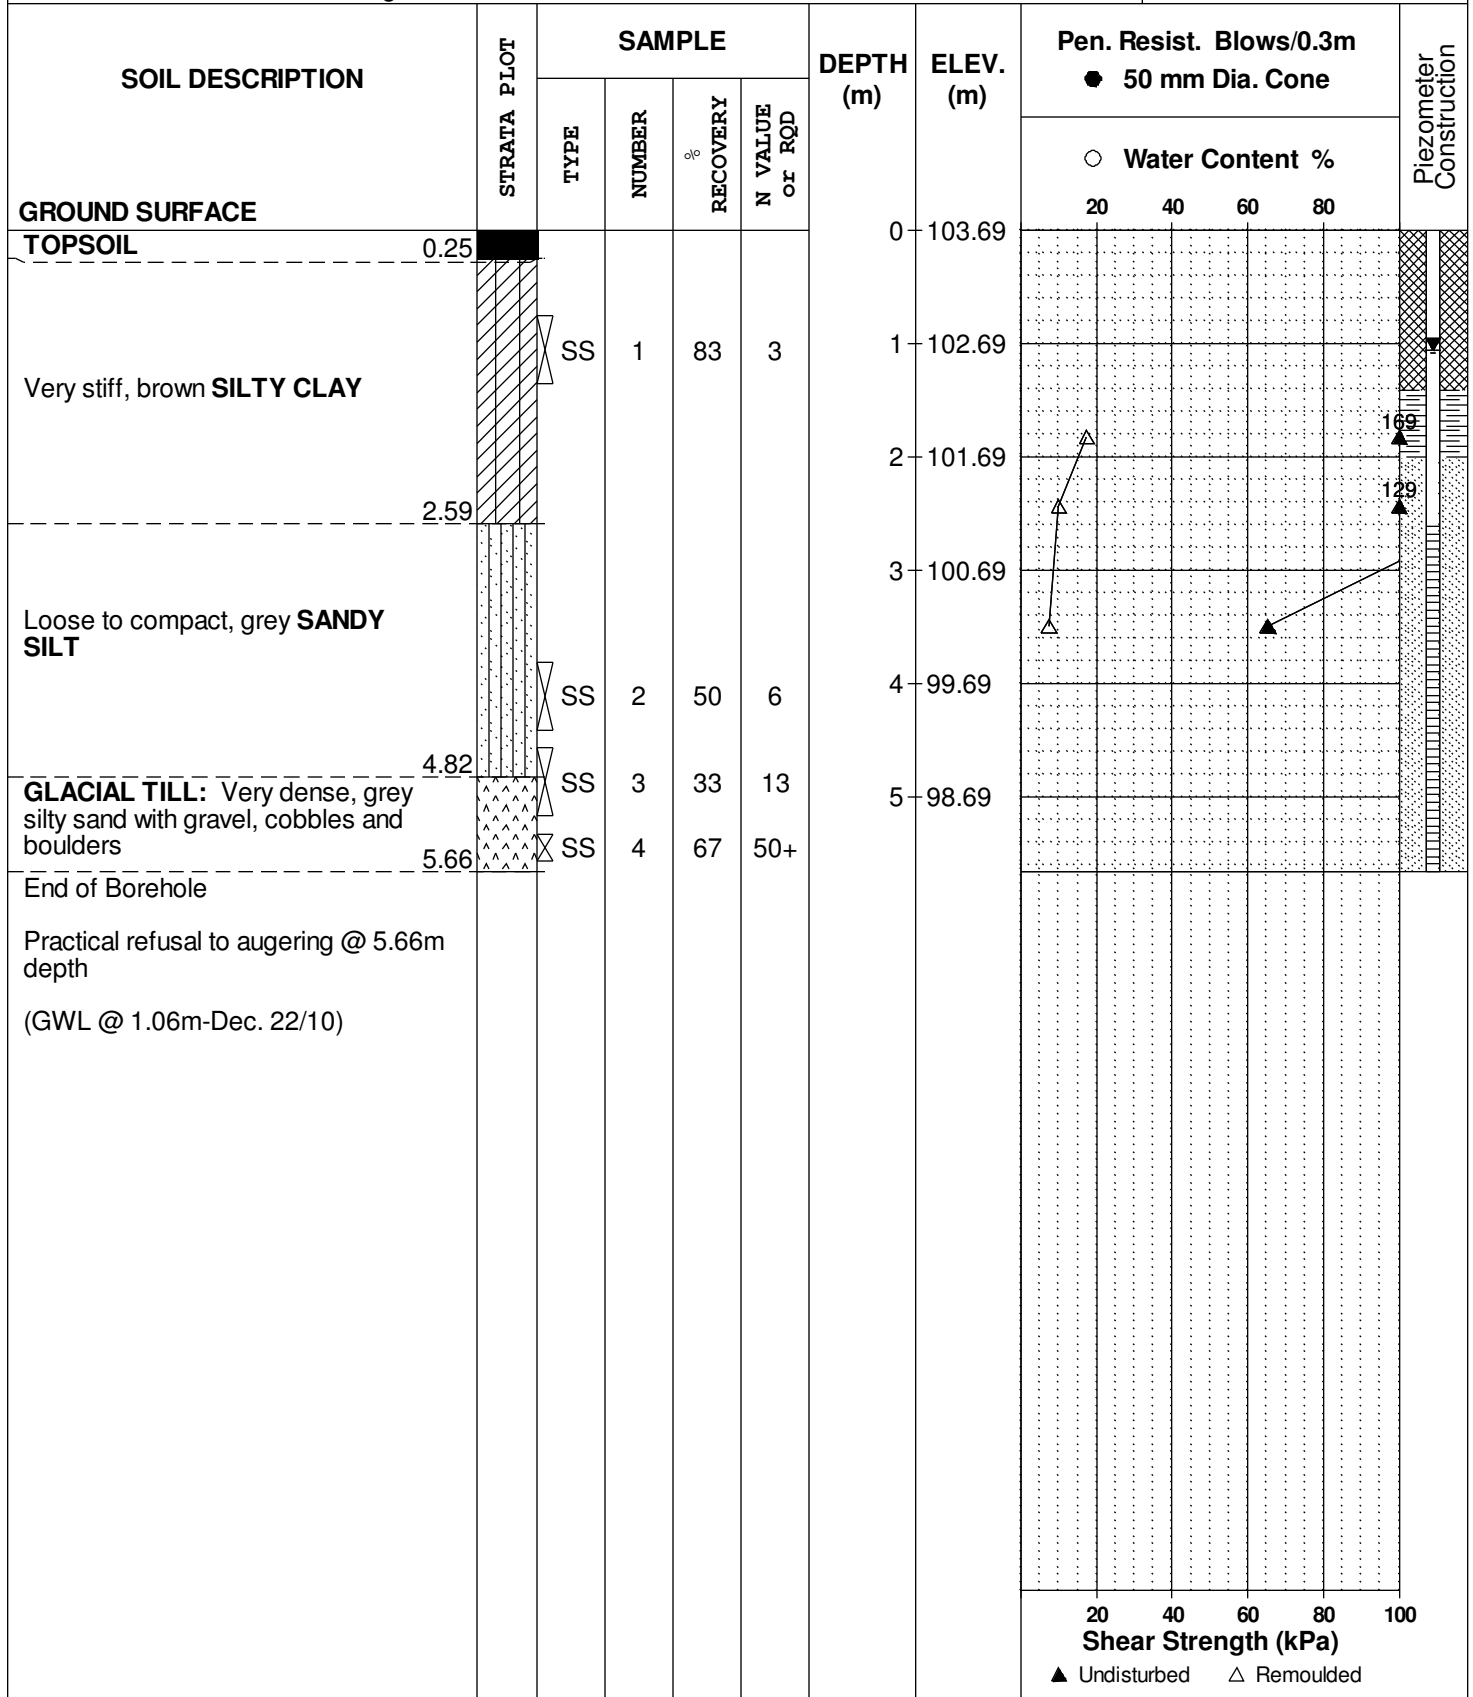 SOIL DESCRIPTION
GROUND SURFACE
STRATA PLOT
SAMPLE
TYPE
NUMBER
% RECOVERY
N VALUE or RQD
DEPTH (m)
ELEV. (m)
Pen. Resist. Blows/0.3m
● 50 mm Dia. Cone
○ Water Content %
20 40 60 80
Piezometer Construction
TOPSOIL 0.25
0 103.69
SS 1 83 3
1 102.69
Very stiff, brown SILTY CLAY
169
2 101.69
129
2.59
3 100.69
Loose to compact, grey SANDY
SILT
SS 2 50 6
4 99.69
4.82
SS 3 33 13
5 98.69
GLACIAL TILL: Very dense, grey
silty sand with gravel, cobbles and
boulders
5.66
SS 4 67 50+
End of Borehole
Practical refusal to augering @ 5.66m
depth
(GWL @ 1.06m-Dec. 22/10)
20 40 60 80 100
Shear Strength (kPa)
▲ Undisturbed △ Remoulded